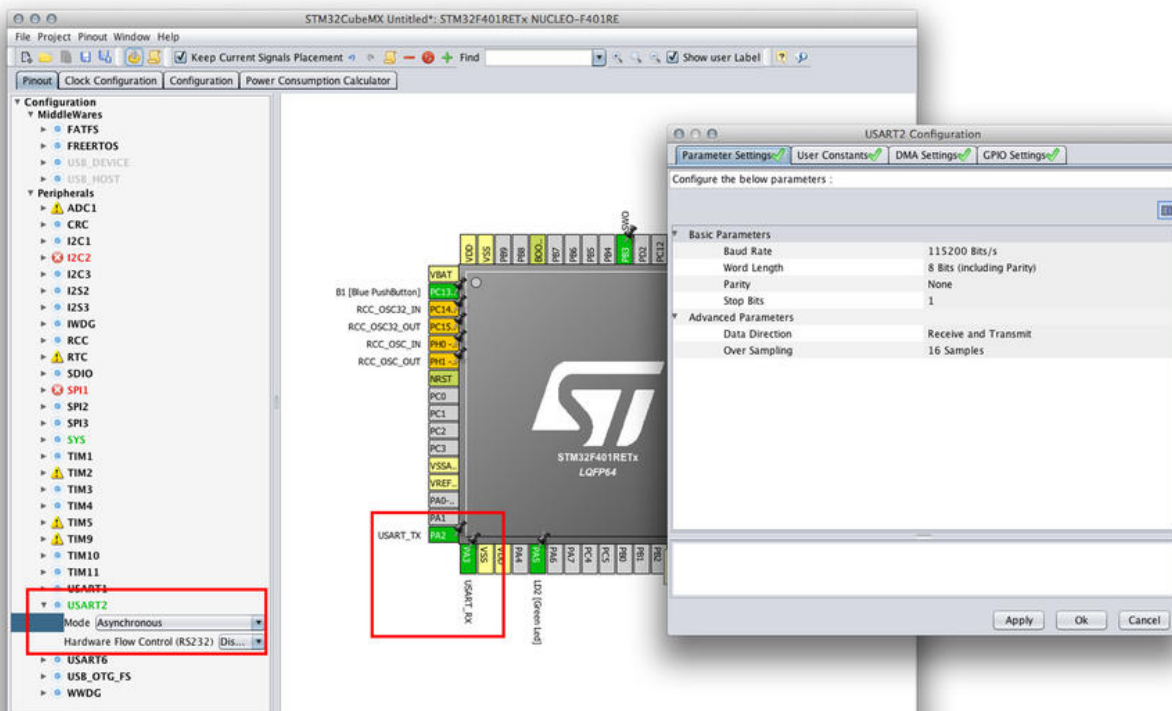 STM32CubeMX Untitled*: STM32F401RETx NUCLEO-F401RE
File Project Pinout Window Help
Keep Current Signals Placement Find Show user Label
Pinout Clock Configuration Configuration Power Consumption Calculator
Configuration
MiddleWares
FATFS
FREERTOS
USB_DEVICE
USB_HOST
Peripherals
ADC1
CRC
I2C1
I2C2
I2C3
I2S2
I2S3
IWDG
RCC
RTC
SDIO
SPI1
SPI2
SPI3
SYS
TIM1
TIM2
TIM3
TIM4
TIM5
TIM9
TIM10
TIM11
USART1
USART2
Mode Asynchronous
Hardware Flow Control (RS232) Dis...
USART6
USB_OTG_FS
WWDG
SWO
VDD VSS PB9 PB8 BOO... PB7 PB6 PB5 PB4 PB3 PD2 PC12
VBAT
B1 [Blue PushButton] PC13..
RCC_OSC32_IN PC14..
RCC_OSC32_OUT PC15..
RCC_OSC_IN PH0 -..
RCC_OSC_OUT PH1 -..
NRST
PC0
PC1
PC2
PC3
VSSA..
VREF..
PA0-..
PA1
USART_TX PA2
ST
STM32F401RETx
LQFP64
PA3 VSS VDD PA4 PA5 PA6 PA7 PC4 PC5 PB0 PB1 PB2
USART_RX
LD2 [Green Led]
USART2 Configuration
Parameter Settings User Constants DMA Settings GPIO Settings
Configure the below parameters :
Basic Parameters
Baud Rate 115200 Bits/s
Word Length 8 Bits (including Parity)
Parity None
Stop Bits 1
Advanced Parameters
Data Direction Receive and Transmit
Over Sampling 16 Samples
Apply Ok Cancel